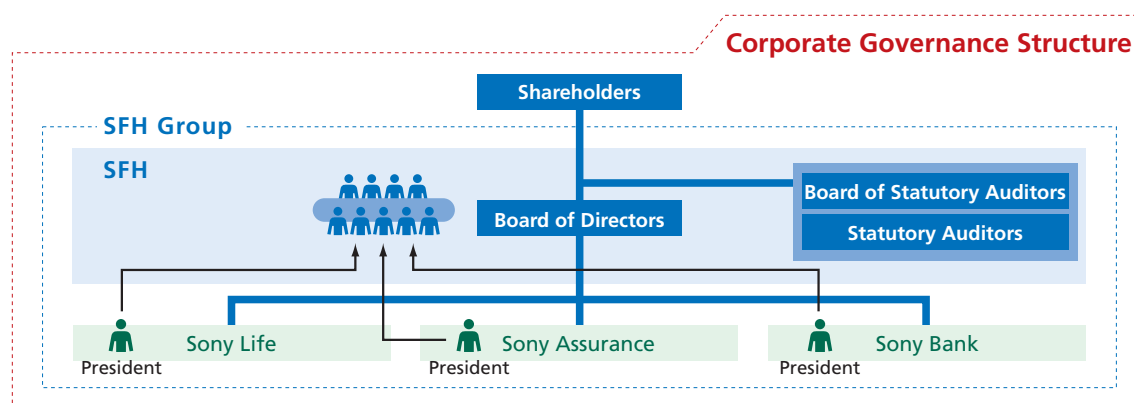 Corporate Governance Structure
Shareholders
SFH Group
SFH
Board of Directors
Board of Statutory Auditors
Statutory Auditors
Sony Life
President
Sony Assurance
President
Sony Bank
President